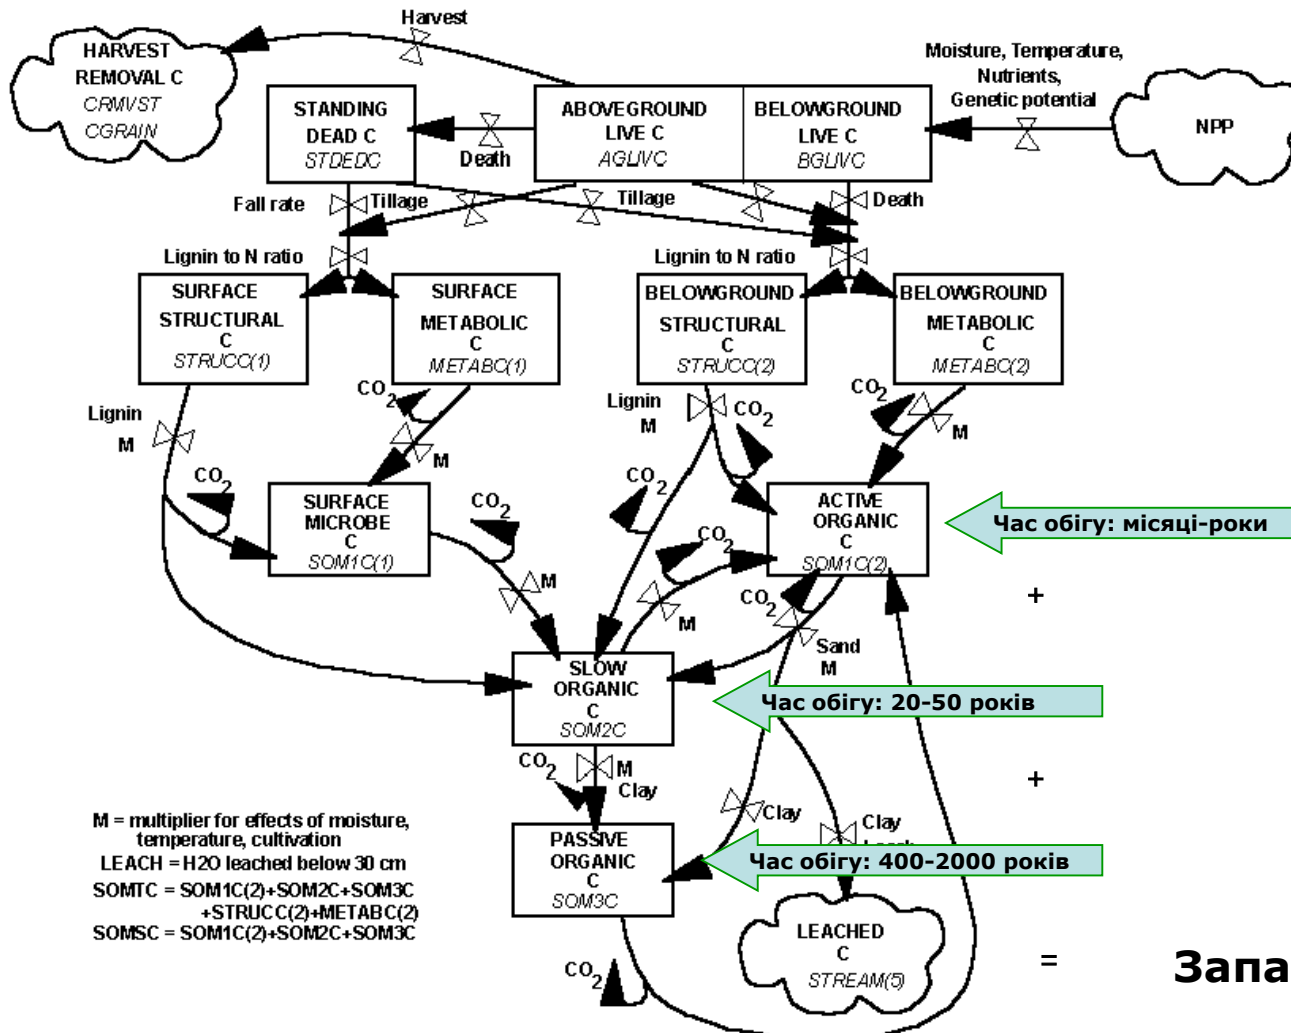 Harvest
HARVEST
REMOVAL C
CRMVST
CGRAIN
STANDING
DEAD C
STDEDC
Death
ABOVEGROUND
LIVE C
AGLIVC
BELOWGROUND
LIVE C
BGLIVC
Moisture, Temperature,
Nutrients,
Genetic potential
NPP
Fall rate
Tillage
Tillage
Death
Lignin to N ratio
Lignin to N ratio
SURFACE
STRUCTURAL
C
STRUCC(1)
SURFACE
METABOLIC
C
METABC(1)
BELOWGROUND
STRUCTURAL
C
STRUCC(2)
BELOWGROUND
METABOLIC
C
METABC(2)
Lignin
M
CO2
M
Lignin
M
CO2
CO2
M
CO2
SURFACE
MICROBE
C
SOM1C(1)
CO2
M
CO2
CO2
M
ACTIVE
ORGANIC
C
SOM1C(2)
Час обігу: місяці-роки
+
CO2
Sand
M
SLOW
ORGANIC
C
SOM2C
Час обігу: 20-50 років
+
CO2
M
Clay
Clay
Clay
PASSIVE
ORGANIC
C
SOM3C
Час обігу: 400-2000 років
M = multiplier for effects of moisture,
temperature, cultivation
LEACH = H2O leached below 30 cm
SOMTC = SOM1C(2)+SOM2C+SOM3C
+STRUCC(2)+METABC(2)
SOMSC = SOM1C(2)+SOM2C+SOM3C
CO2
LEACHED
C
STREAM(5)
=
Запа